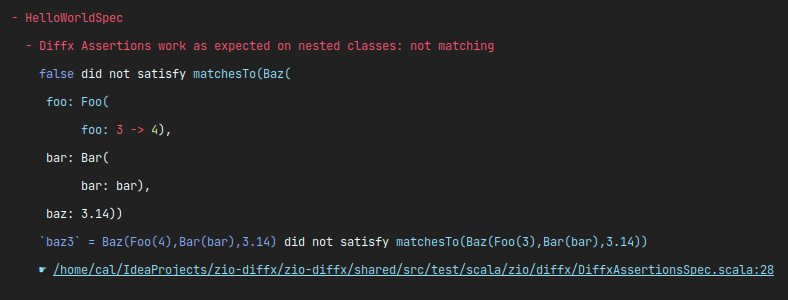 - HelloWorldSpec
- Diffx Assertions work as expected on nested classes: not matching
false did not satisfy matchesTo(Baz(
foo: Foo(
foo: 3 -> 4),
bar: Bar(
bar: bar),
baz: 3.14))
`baz3` = Baz(Foo(4),Bar(bar),3.14) did not satisfy matchesTo(Baz(Foo(3),Bar(bar),3.14))
☛ /home/cal/IdeaProjects/zio-diffx/zio-diffx/shared/src/test/scala/zio/diffx/DiffxAssertionsSpec.scala:28